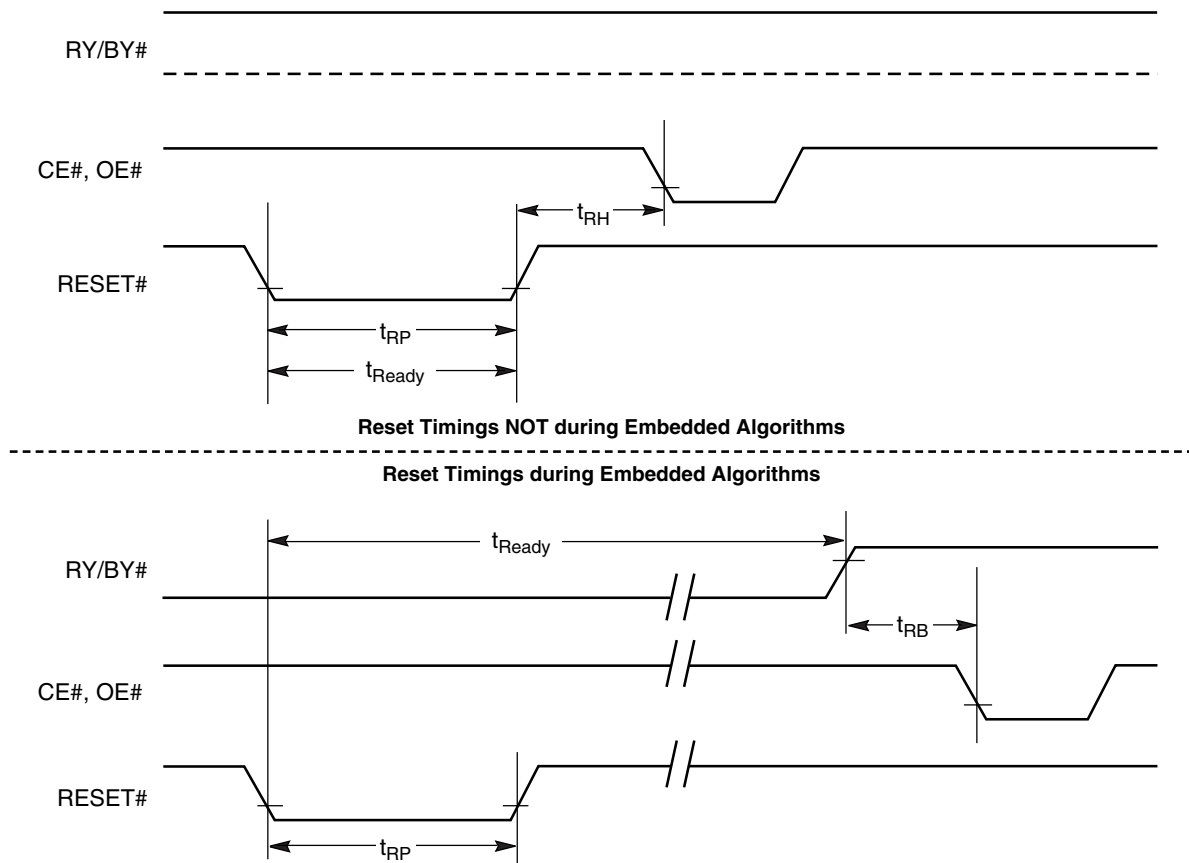 RY/BY#
CE#, OE#
tRH
RESET#
tRP
tReady
Reset Timings NOT during Embedded Algorithms
Reset Timings during Embedded Algorithms
tReady
RY/BY#
tRB
CE#, OE#
RESET#
tRP